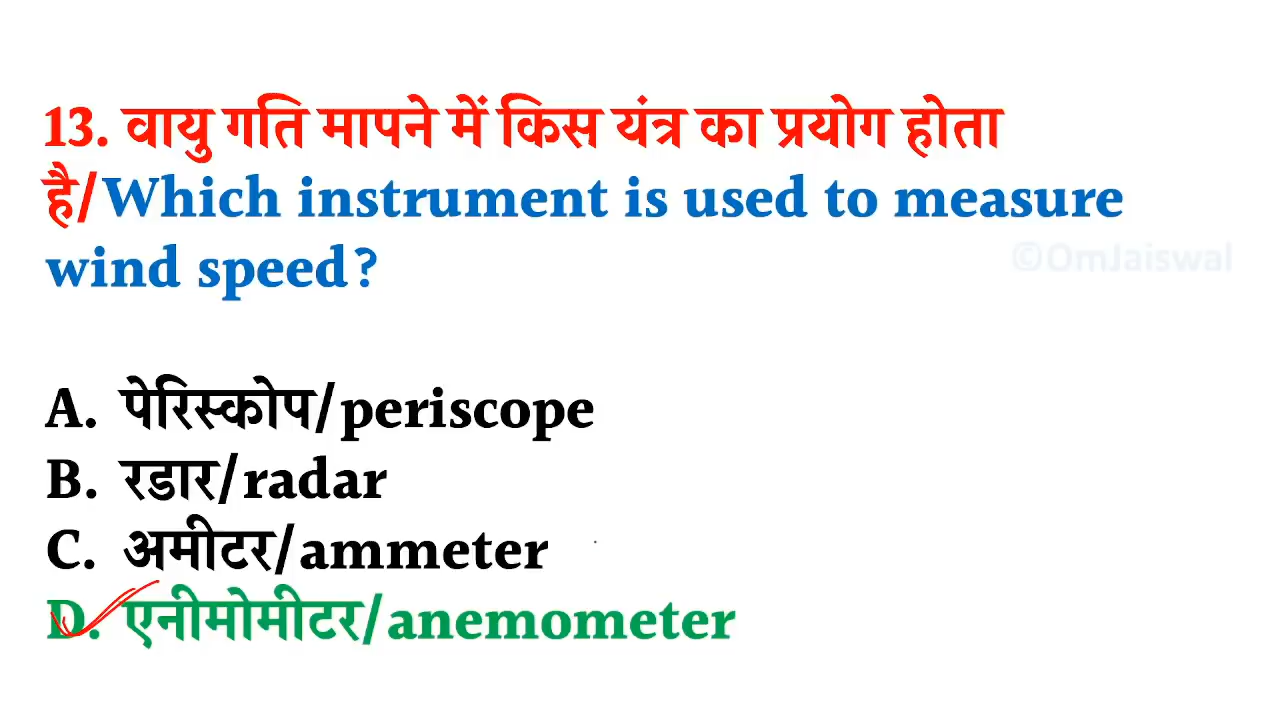 13. वायु गति मापने में किस यंत्र का प्रयोग होता
है/Which instrument is used to measure
wind speed?
©OmJaiswal
A. पेरिस्कोप/periscope
B. रडार/radar
C. अमीटर/ammeter
D. एनीमोमीटर/anemometer